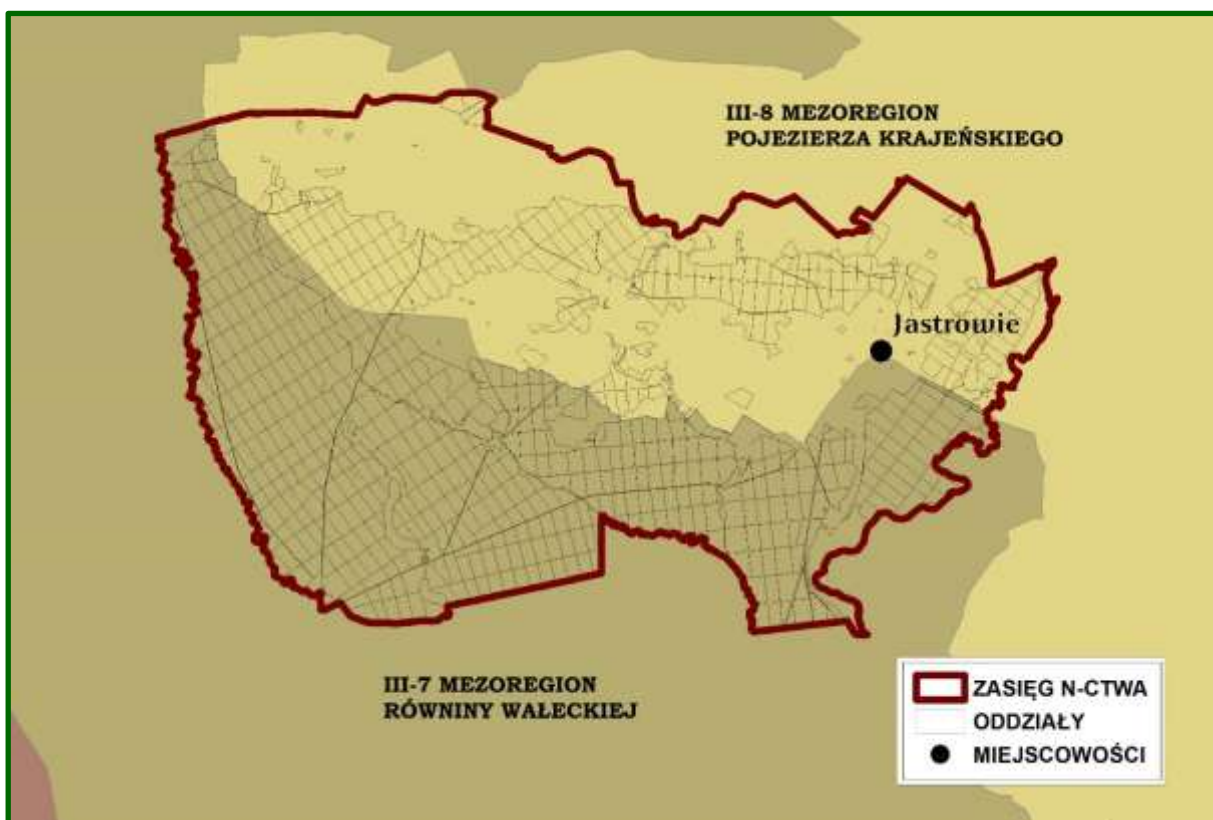 III-8 MEZOREGION
POJEZIERZA KRAJEŃSKIEGO
Jastrowie
III-7 MEZOREGION
RÓWNINY WAŁECKIEJ
ZASIĘG N-CTWA
ODDZIAŁY
MIEJSCOWOŚCI